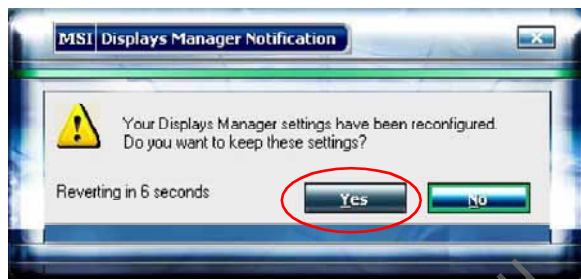 MSI Displays Manager Notification
Your Displays Manager settings have been reconfigured.
Do you want to keep these settings?
Reverting in 6 seconds
Yes No